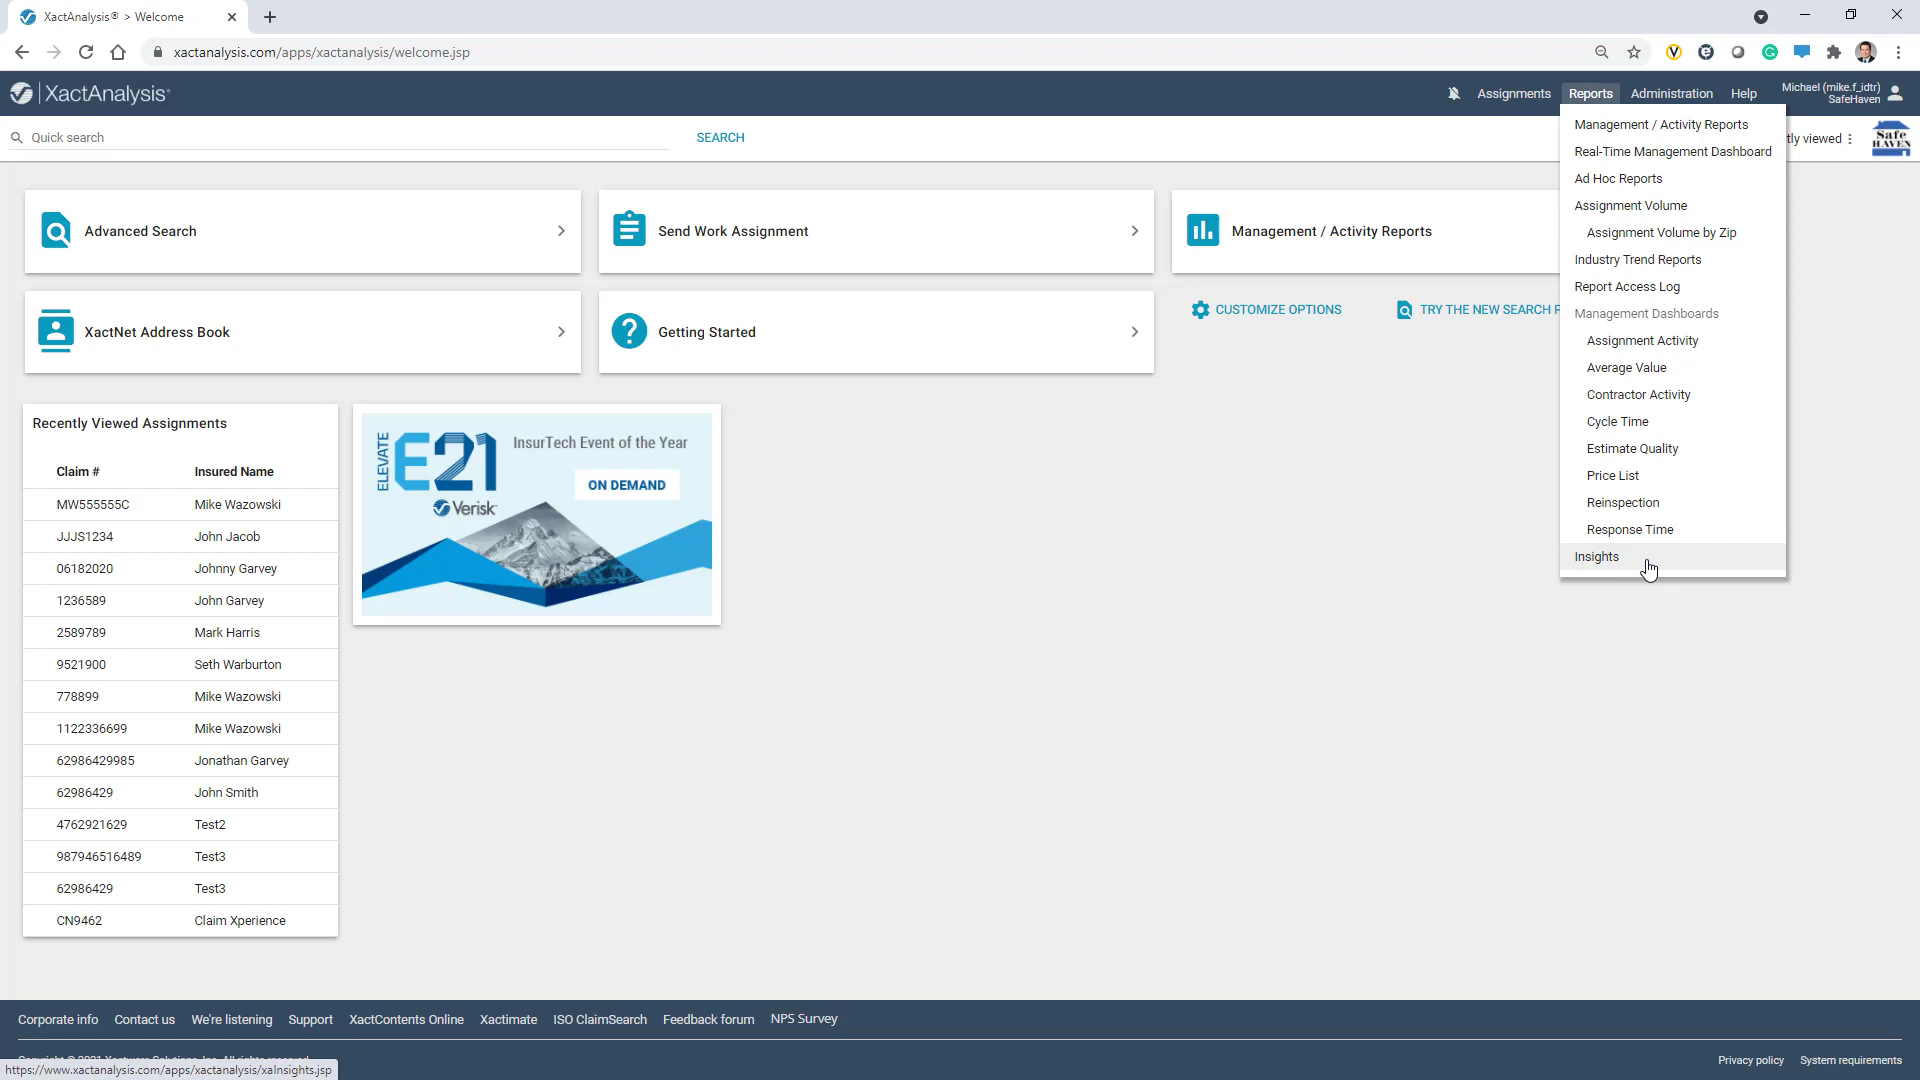 XactAnalysis® > Welcome
xactanalysis.com/apps/xactanalysis/welcome.jsp
XactAnalysis®
Assignments
Reports
Administration
Help
Michael (mike.f_idtr)
SafeHaven
Quick search
SEARCH
tly viewed
Safe
HAVEN
Management / Activity Reports
Real-Time Management Dashboard
Ad Hoc Reports
Assignment Volume
Assignment Volume by Zip
Industry Trend Reports
Report Access Log
Management Dashboards
Assignment Activity
Average Value
Contractor Activity
Cycle Time
Estimate Quality
Price List
Reinspection
Response Time
Insights
Advanced Search
Send Work Assignment
Management / Activity Reports
XactNet Address Book
Getting Started
CUSTOMIZE OPTIONS
TRY THE NEW SEARCH P
Recently Viewed Assignments
Claim # Insured Name
MW555555C Mike Wazowski
JJJS1234 John Jacob
06182020 Johnny Garvey
1236589 John Garvey
2589789 Mark Harris
9521900 Seth Warburton
778899 Mike Wazowski
1122336699 Mike Wazowski
62986429985 Jonathan Garvey
62986429 John Smith
4762921629 Test2
987946516489 Test3
62986429 Test3
CN9462 Claim Xperience
ELEVATE
E21
InsurTech Event of the Year
ON DEMAND
Verisk
Corporate info Contact us We're listening Support XactContents Online Xactimate ISO ClaimSearch Feedback forum NPS Survey
Privacy policy System requirements
https://www.xactanalysis.com/apps/xactanalysis/xaInsights.jsp